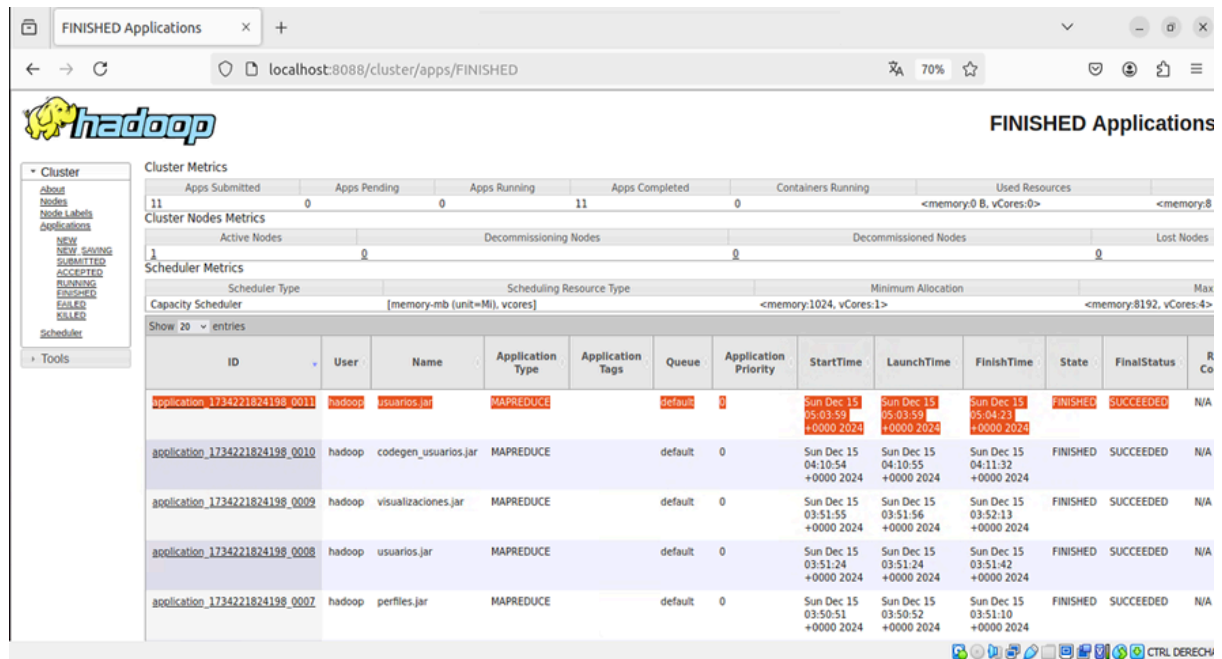 FINISHED Applications
localhost:8088/cluster/apps/FINISHED
70%
hadoop
FINISHED Applications
Cluster
About
Nodes
Node Labels
Applications
NEW
NEW_SAVING
SUBMITTED
ACCEPTED
RUNNING
FINISHED
FAILED
KILLED
Scheduler
Tools
Cluster Metrics
Apps Submitted Apps Pending Apps Running Apps Completed Containers Running Used Resources
11 0 0 11 0 <memory:0 B, vCores:0> <memory:8
Cluster Nodes Metrics
Active Nodes Decommissioning Nodes Decommissioned Nodes Lost Nodes
1 0 0 0
Scheduler Metrics
Scheduler Type Scheduling Resource Type Minimum Allocation Max
Capacity Scheduler [memory-mb (unit=Mi), vcores] <memory:1024, vCores:1> <memory:8192, vCores:4>
Show 20 entries
ID User Name Application Type Application Tags Queue Application Priority StartTime LaunchTime FinishTime State FinalStatus R Co
application_1734221824198_0011 hadoop usuarios.jar MAPREDUCE default 0 Sun Dec 15 Sun Dec 15 Sun Dec 15 FINISHED SUCCEEDED N/A
05:03:59 05:03:59 05:04:23
+0000 2024 +0000 2024 +0000 2024
application_1734221824198_0010 hadoop codegen_usuarios.jar MAPREDUCE default 0 Sun Dec 15 Sun Dec 15 Sun Dec 15 FINISHED SUCCEEDED N/A
04:10:54 04:10:55 04:11:32
+0000 2024 +0000 2024 +0000 2024
application_1734221824198_0009 hadoop visualizaciones.jar MAPREDUCE default 0 Sun Dec 15 Sun Dec 15 Sun Dec 15 FINISHED SUCCEEDED N/A
03:51:55 03:51:56 03:52:13
+0000 2024 +0000 2024 +0000 2024
application_1734221824198_0008 hadoop usuarios.jar MAPREDUCE default 0 Sun Dec 15 Sun Dec 15 Sun Dec 15 FINISHED SUCCEEDED N/A
03:51:24 03:51:24 03:51:42
+0000 2024 +0000 2024 +0000 2024
application_1734221824198_0007 hadoop perfiles.jar MAPREDUCE default 0 Sun Dec 15 Sun Dec 15 Sun Dec 15 FINISHED SUCCEEDED N/A
03:50:51 03:50:52 03:51:10
+0000 2024 +0000 2024 +0000 2024
CTRL DERECHA